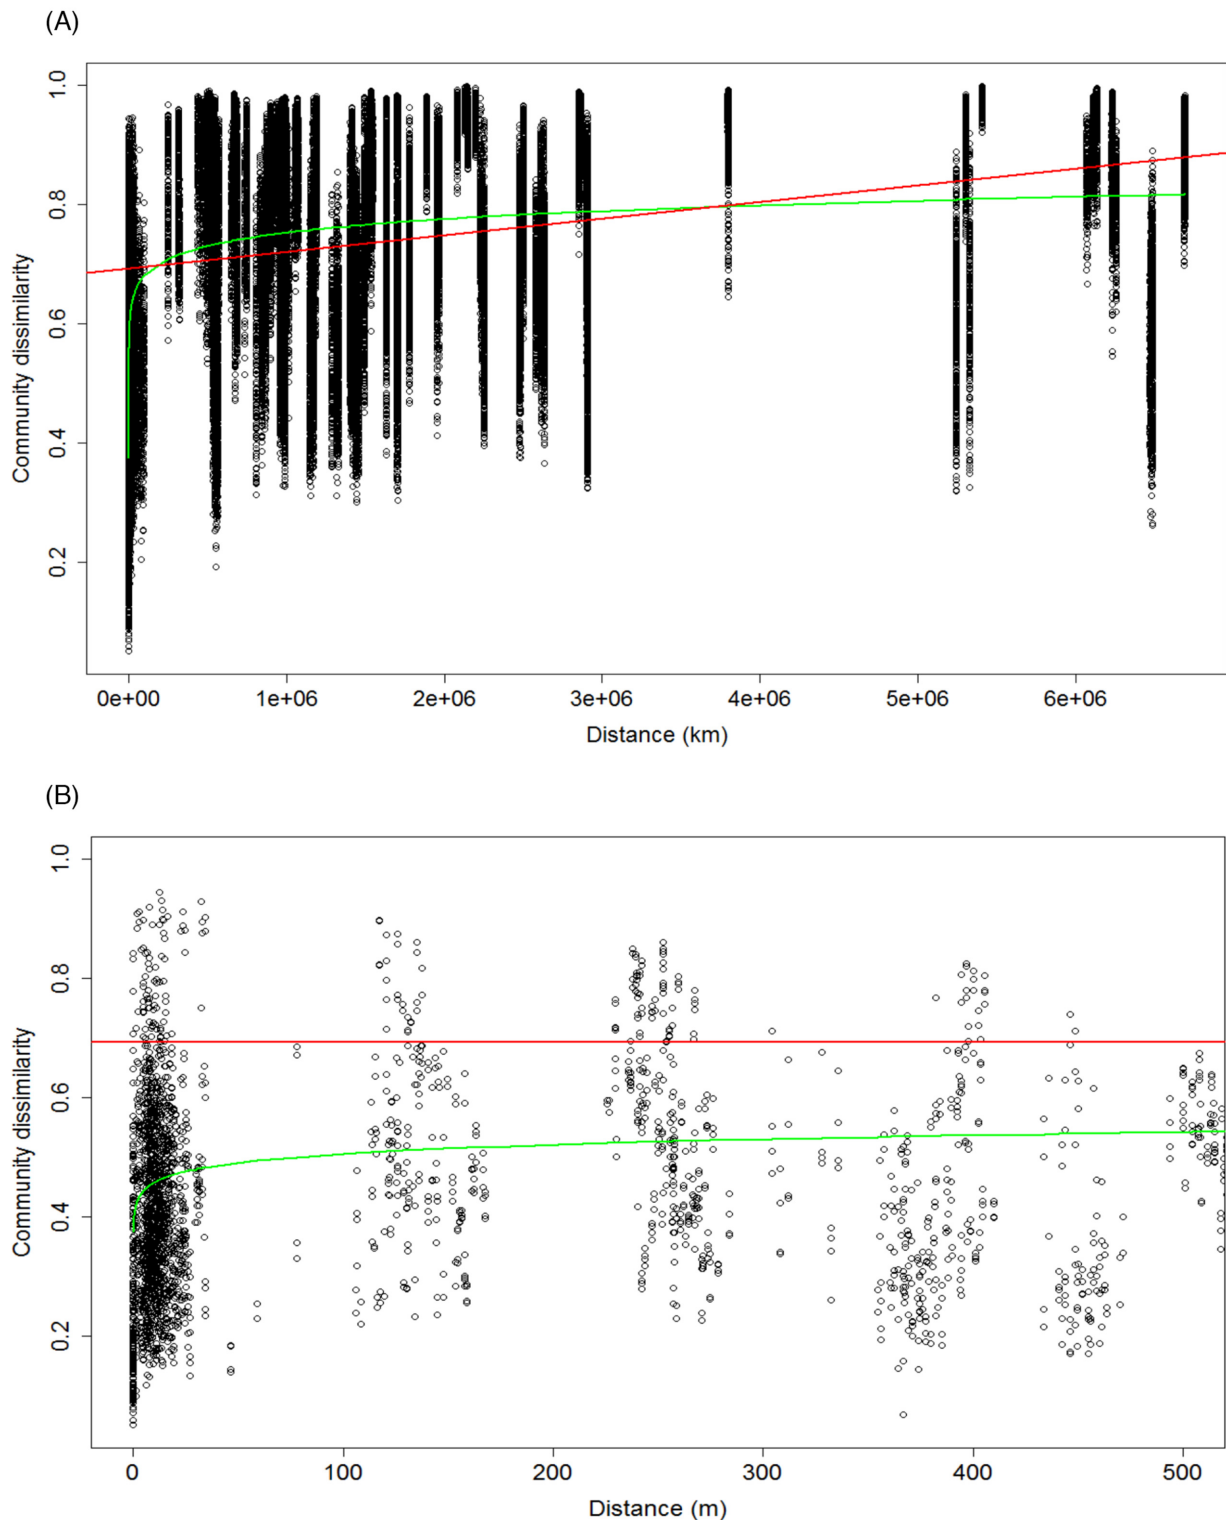 (A)
1.0
0.8
0.6
0.4
0.2
Community dissimilarity
0e+00 1e+06 2e+06 3e+06 4e+06 5e+06 6e+06
Distance (km)
(B)
1.0
0.8
0.6
0.4
0.2
Community dissimilarity
0 100 200 300 400 500
Distance (m)